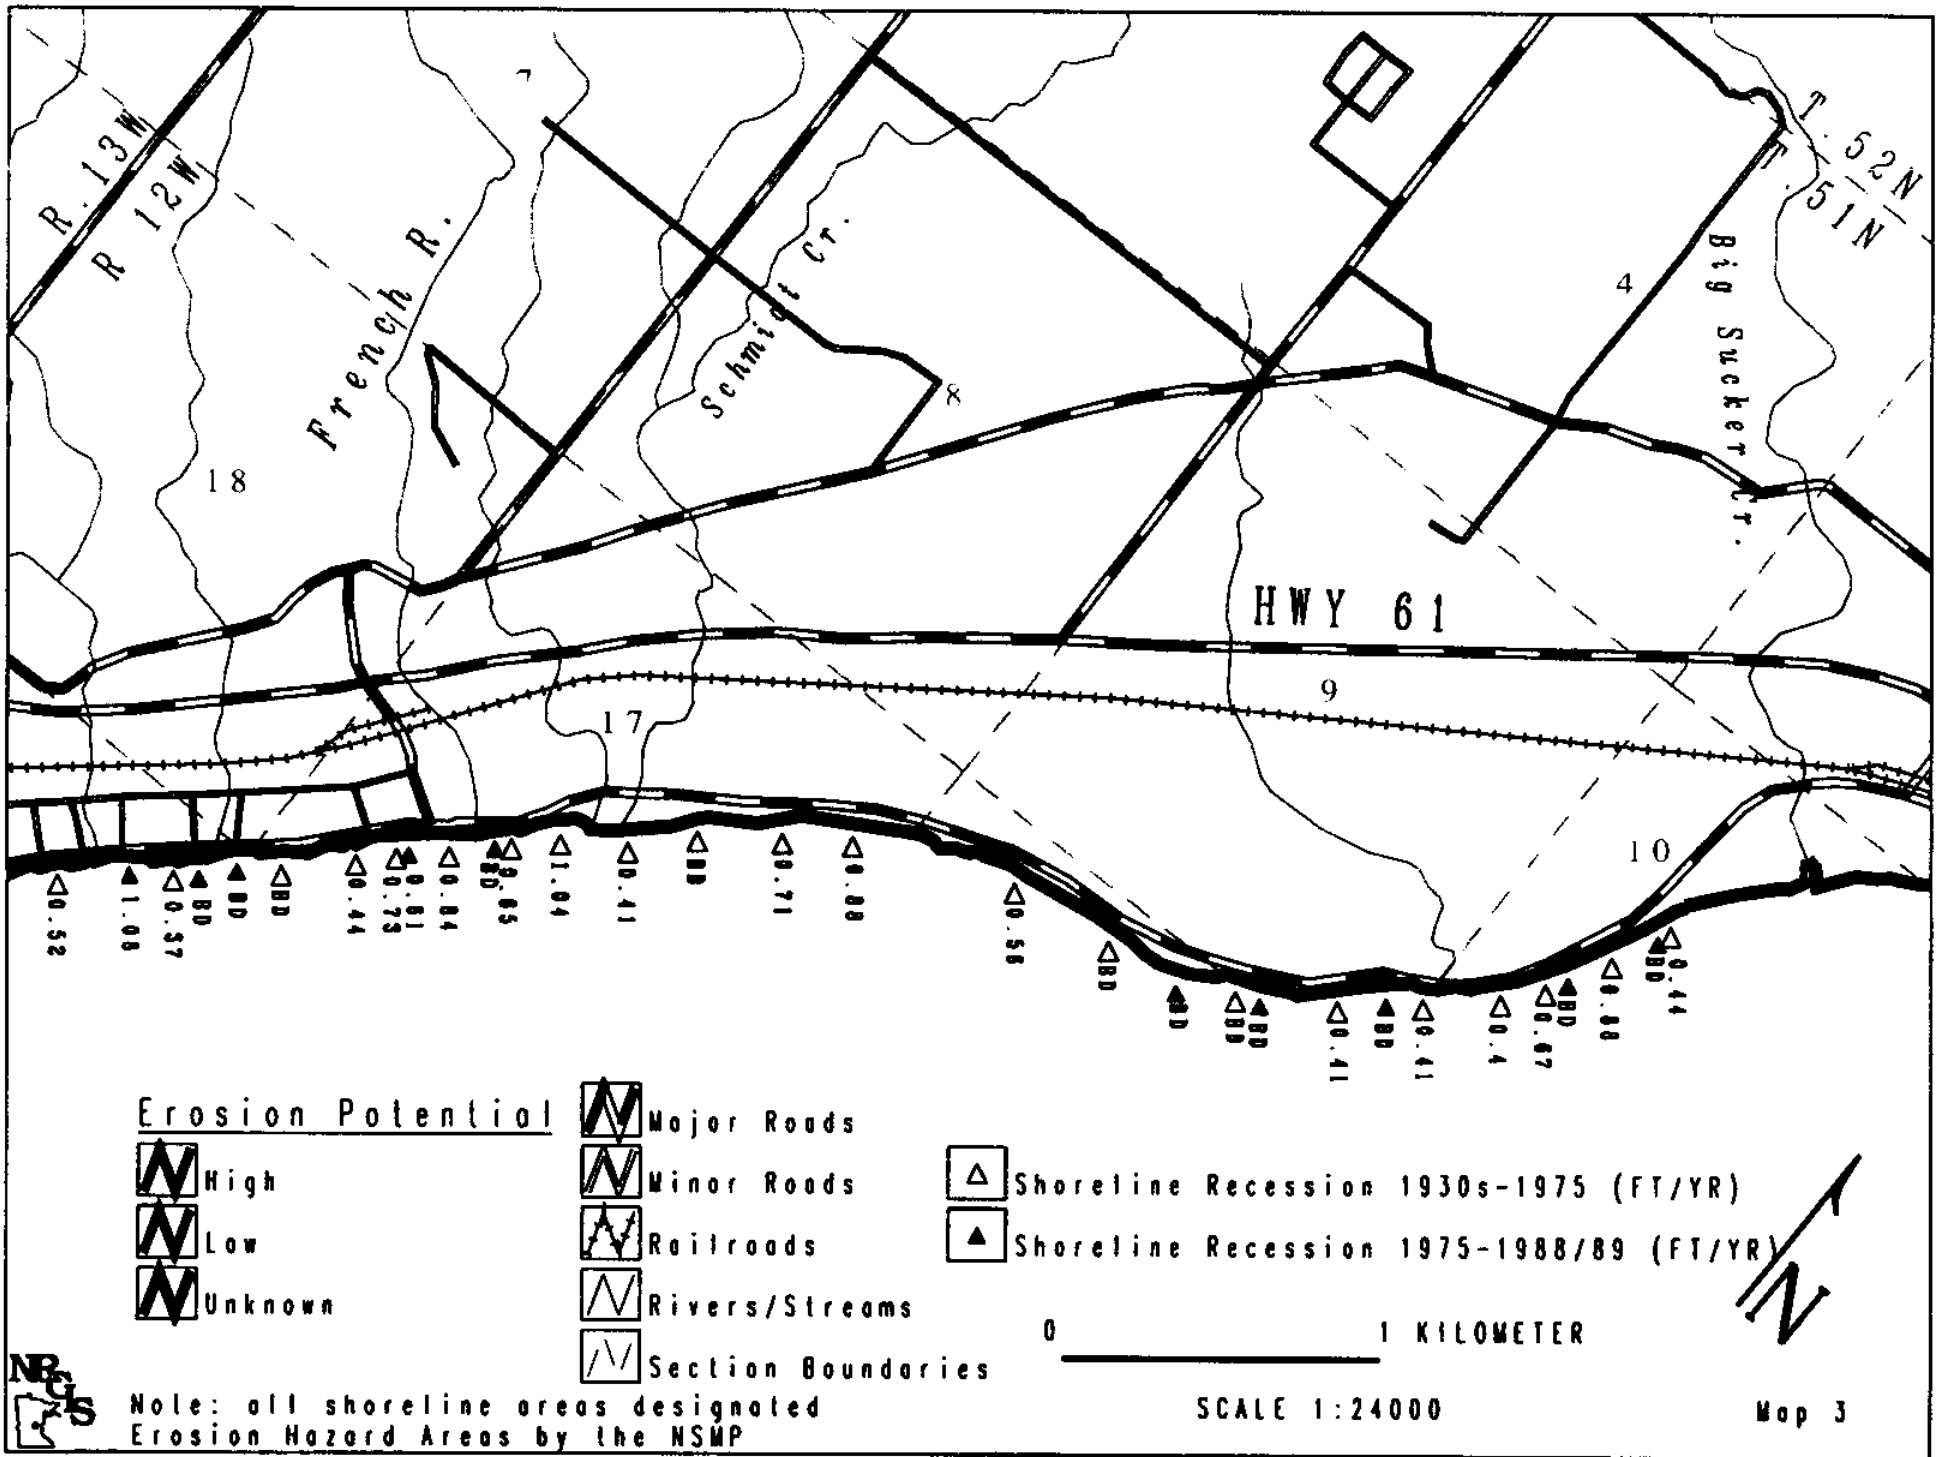 7
R. 13W.
R 12W.
T. 52N
T. 51N
French R.
Schmidt Cr.
Big Sucker Cr.
4
8
18
HWY 61
9
17
10
0.52
1.08
0.57
BD
BD
BD
0.44
0.73
0.81
0.84
BD
0.65
1.04
0.41
BD
0.71
0.88
0.56
BD
BD
BD
BD
0.41
BD
0.41
0.4
0.67
BD
0.88
BD
0.44
Erosion Potential
High
Low
Unknown
Major Roads
Minor Roads
Railroads
Rivers/Streams
Section Boundaries
Shoreline Recession 1930s-1975 (FT/YR)
Shoreline Recession 1975-1988/89 (FT/YR)
N
0 1 KILOMETER
SCALE 1:24000
Map 3
Note: all shoreline areas designated
Erosion Hazard Areas by the NSMP